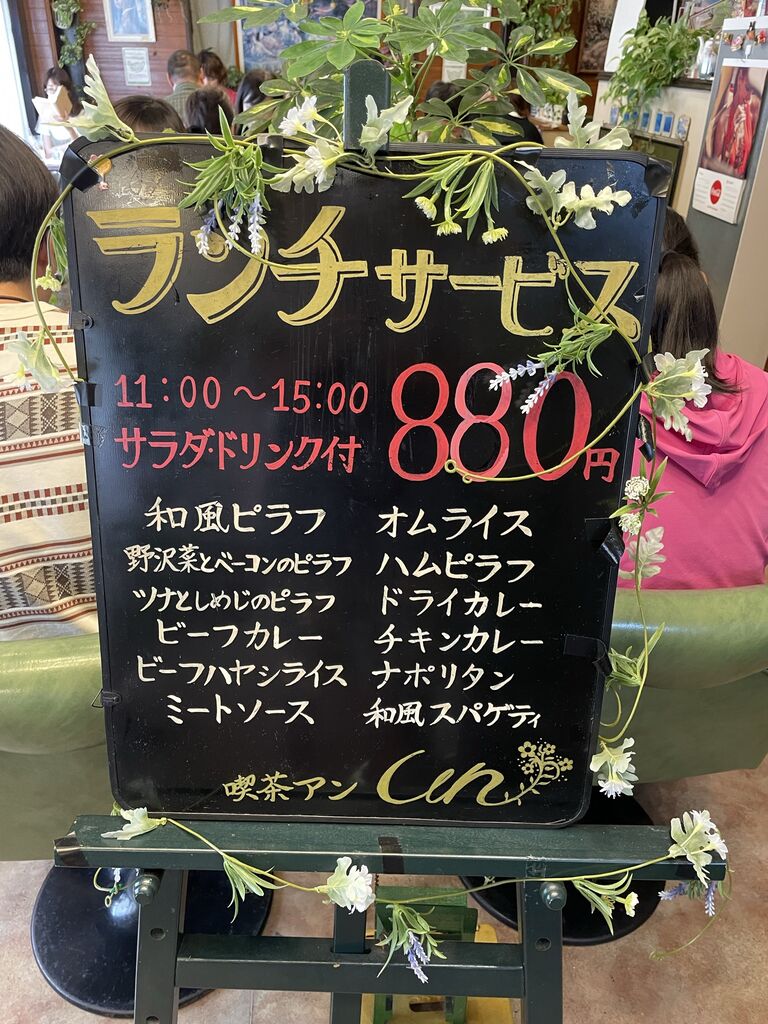 ランチサービス
11:00～15:00 880円
サラダ・ドリンク付
和風ピラフ オムライス
野沢菜とベーコンのピラフ ハムピラフ
ツナとしめじのピラフ ドライカレー
ビーフカレー チキンカレー
ビーフハヤシライス ナポリタン
ミートソース 和風スパゲティ
喫茶アン un